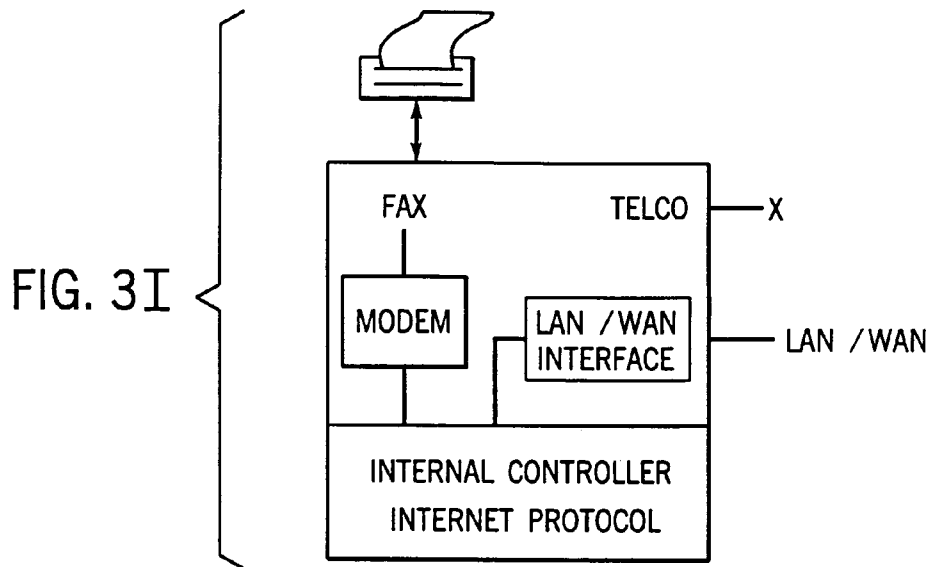 FAX
TELCO
X
FIG. 3I
MODEM
LAN /WAN
INTERFACE
LAN /WAN
INTERNAL CONTROLLER
INTERNET PROTOCOL